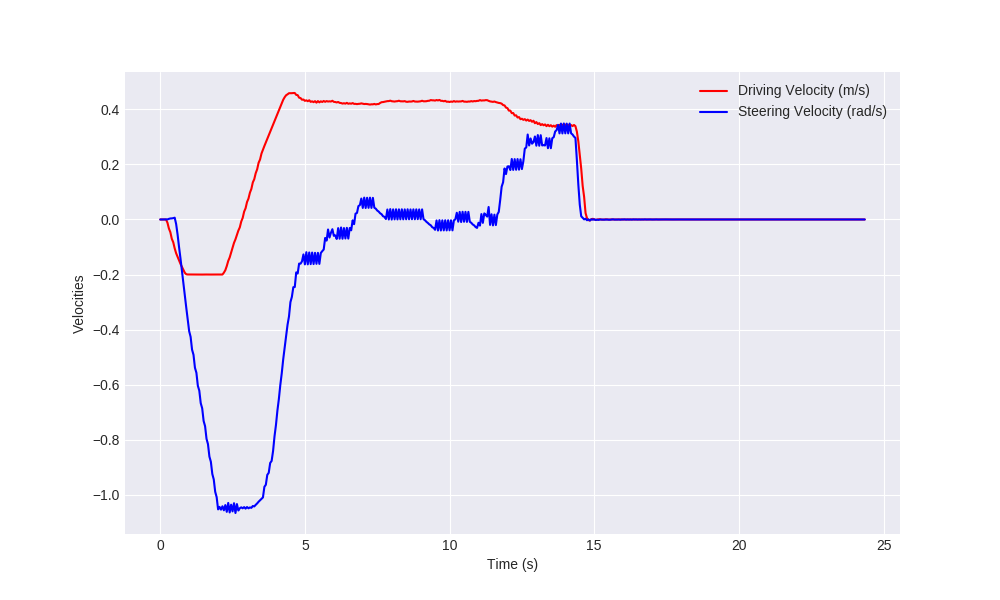 Driving Velocity (m/s)
Steering Velocity (rad/s)
0.4
0.2
0.0
−0.2
−0.4
−0.6
−0.8
−1.0
Velocities
0 5 10 15 20 25
Time (s)